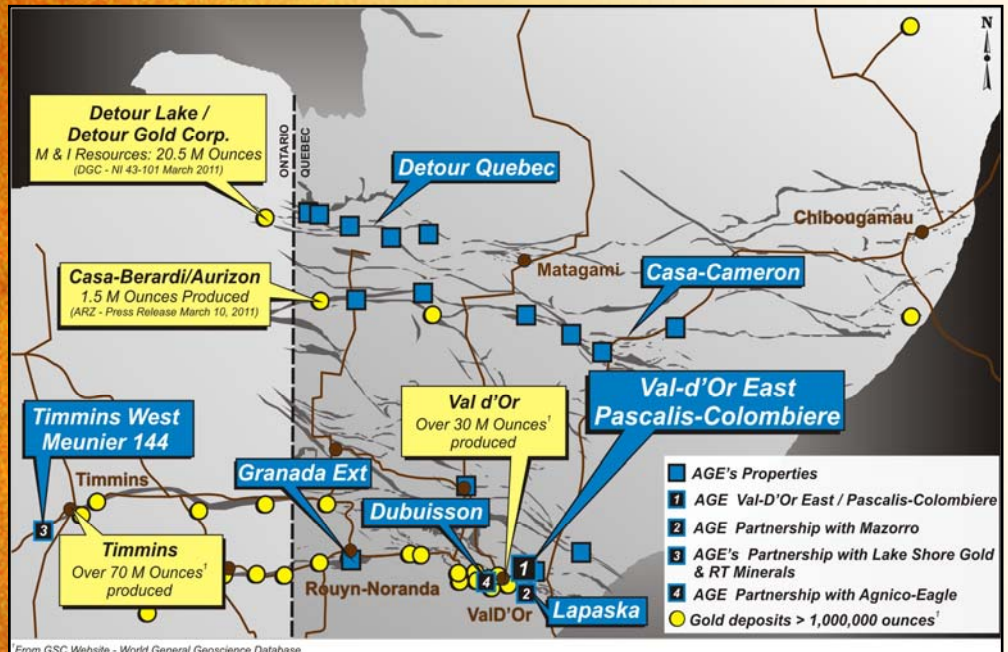 N
Detour Lake /
Detour Gold Corp.
M & I Resources: 20.5 M Ounces
(DGC - NI 43-101 March 2011)
ONTARIO
QUEBEC
Detour Quebec
Chibougamau
Matagami
Casa-Berardi/Aurizon
1.5 M Ounces Produced
(ARZ - Press Release March 10, 2011)
Casa-Cameron
Val-d'Or East
Pascalis-Colombiere
Val d'Or
Over 30 M Ounces¹
produced
Timmins West
Meunier 144
Timmins
Granada Ext
Dubuisson
3
Timmins
Over 70 M Ounces¹
produced
Rouyn-Noranda
4
1
2
ValD'Or
Lapaska
AGE's Properties
1 AGE Val-D'Or East / Pascalis-Colombiere
2 AGE Partnership with Mazorro
3 AGE's Partnership with Lake Shore Gold
& RT Minerals
4 AGE Partnership with Agnico-Eagle
Gold deposits > 1,000,000 ounces¹
¹From GSC Website - World General Geoscience Database